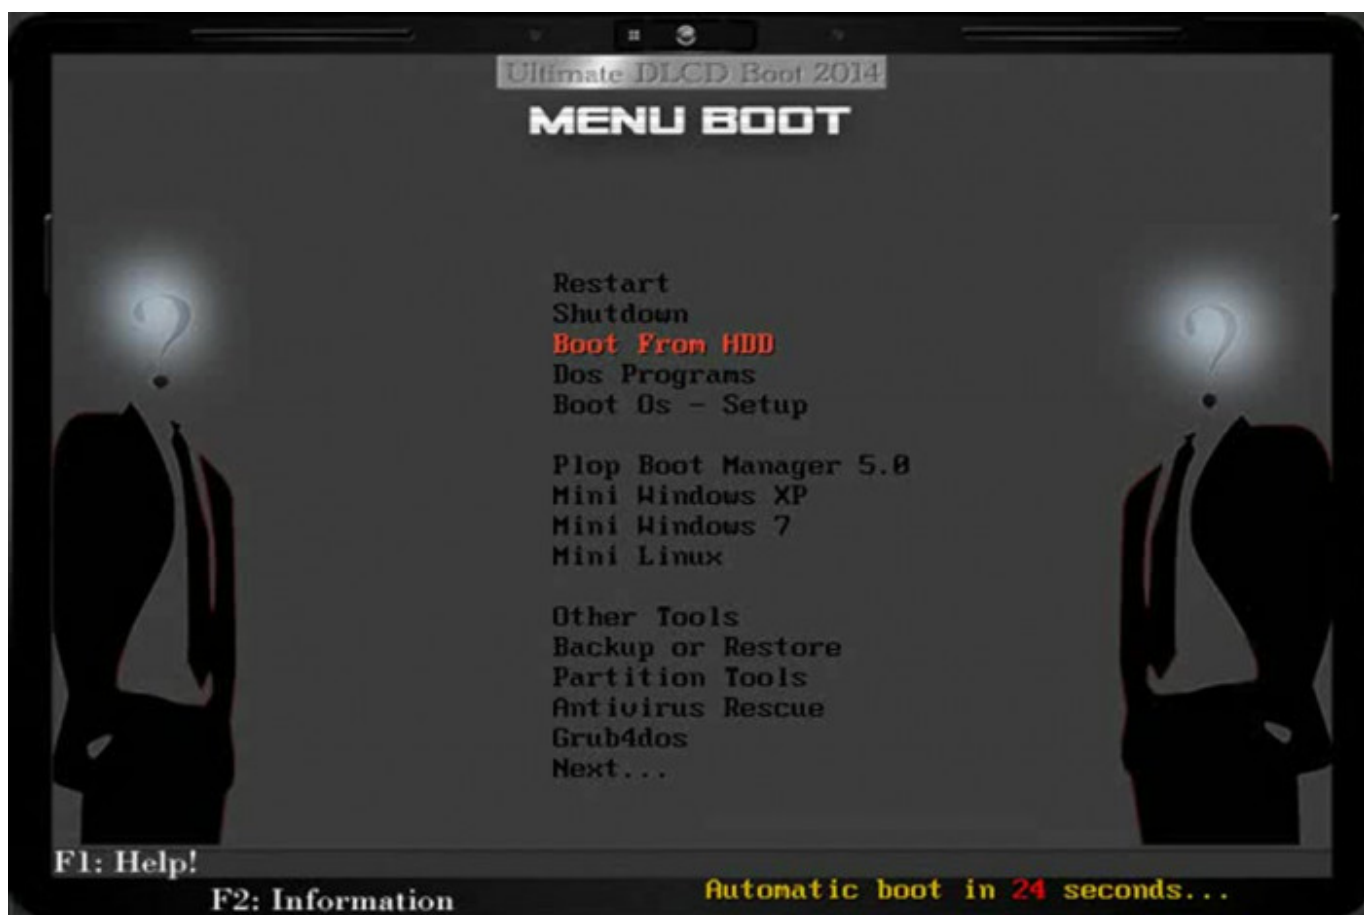 Ultimate DLCD Boot 2014
MENU BOOT
Restart
Shutdown
Boot From HDD
Dos Programs
Boot Os - Setup
Plop Boot Manager 5.0
Mini Windows XP
Mini Windows 7
Mini Linux
Other Tools
Backup or Restore
Partition Tools
Antivirus Rescue
Grub4dos
Next...
F1: Help!
F2: Information
Automatic boot in 24 seconds...